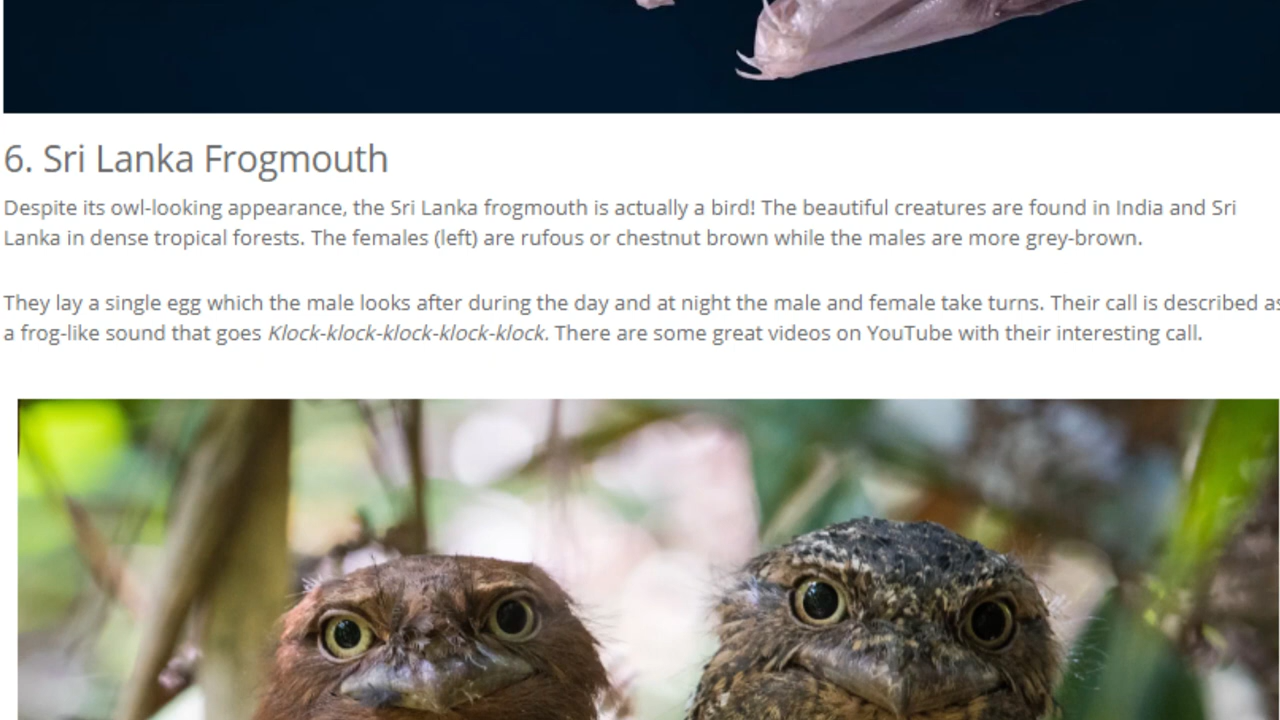 6. Sri Lanka Frogmouth
Despite its owl-looking appearance, the Sri Lanka frogmouth is actually a bird! The beautiful creatures are found in India and Sri
Lanka in dense tropical forests. The females (left) are rufous or chestnut brown while the males are more grey-brown.
They lay a single egg which the male looks after during the day and at night the male and female take turns. Their call is described as
a frog-like sound that goes Klock-klock-klock-klock-klock. There are some great videos on YouTube with their interesting call.